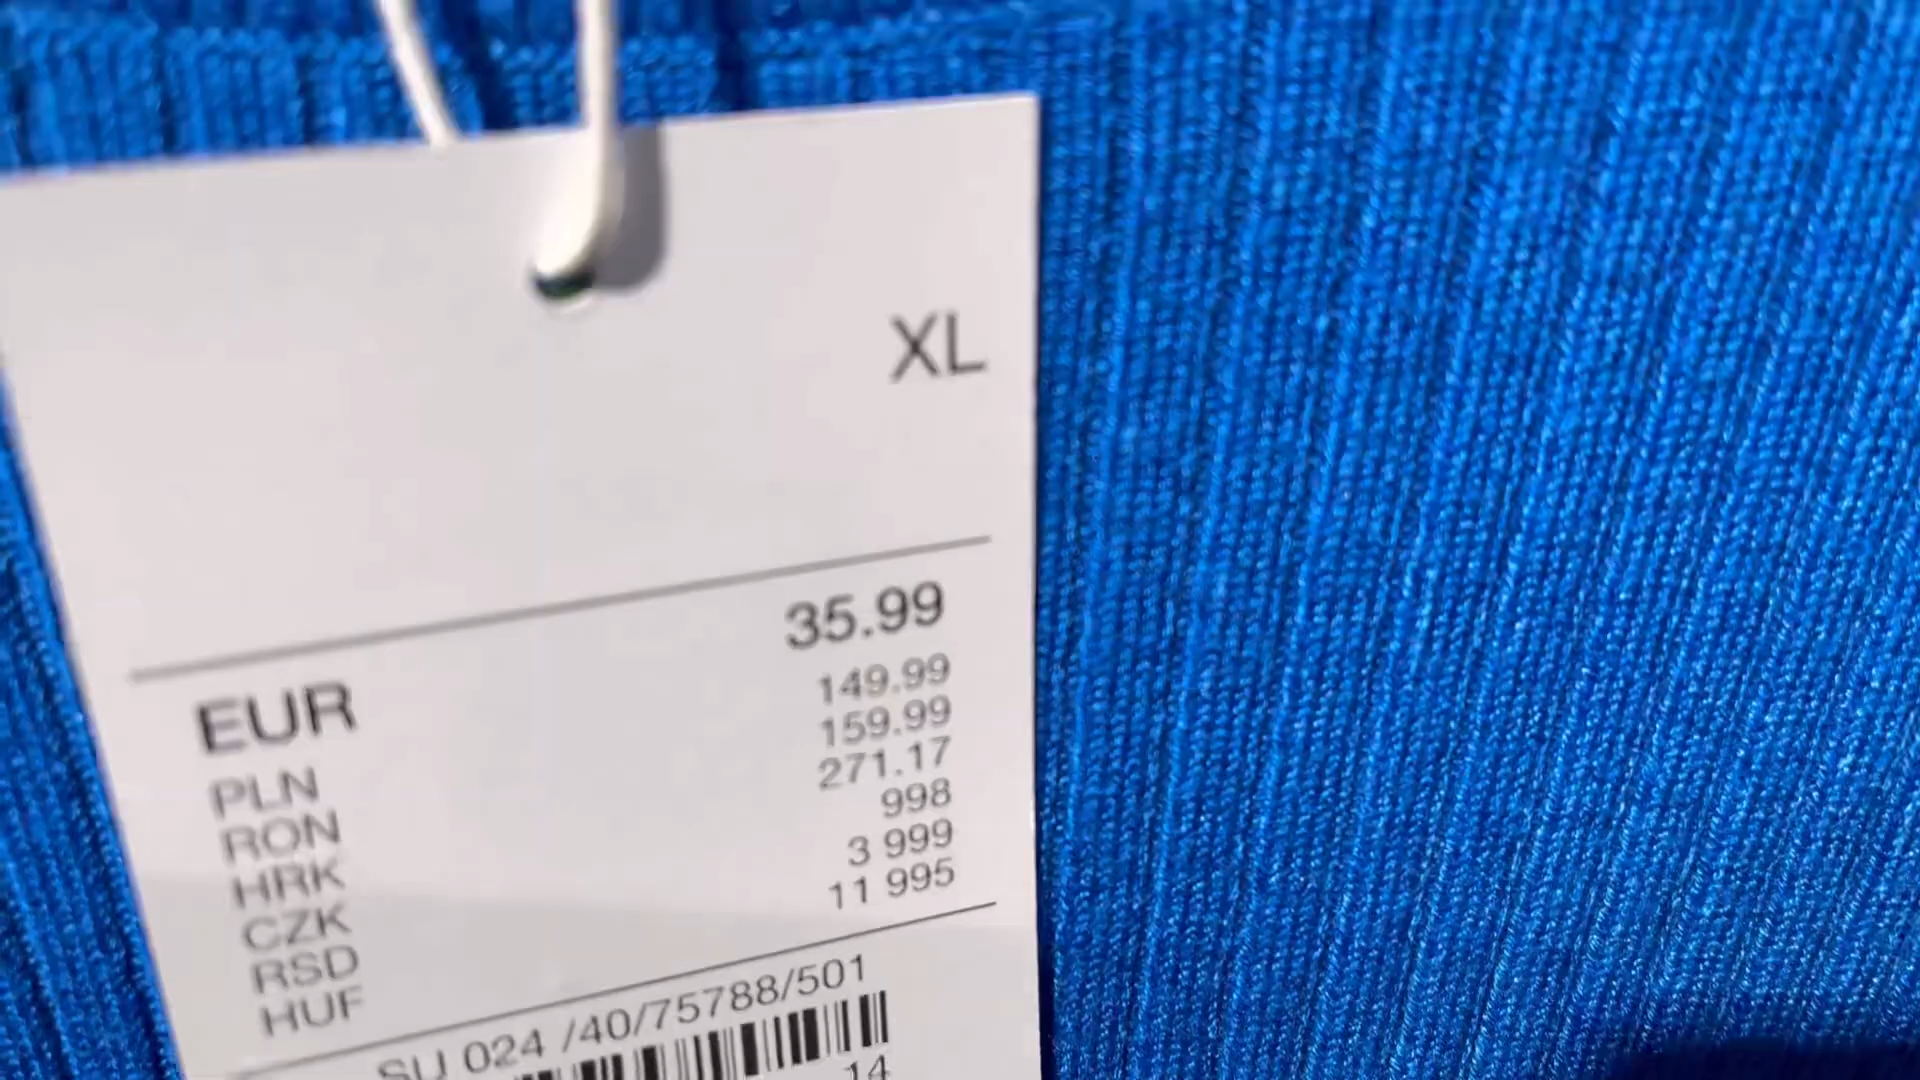 XL
EUR 35.99
PLN 149.99
RON 159.99
HRK 271.17
CZK 998
RSD 3 999
HUF 11 995
SU 024 /40/75788/501
14